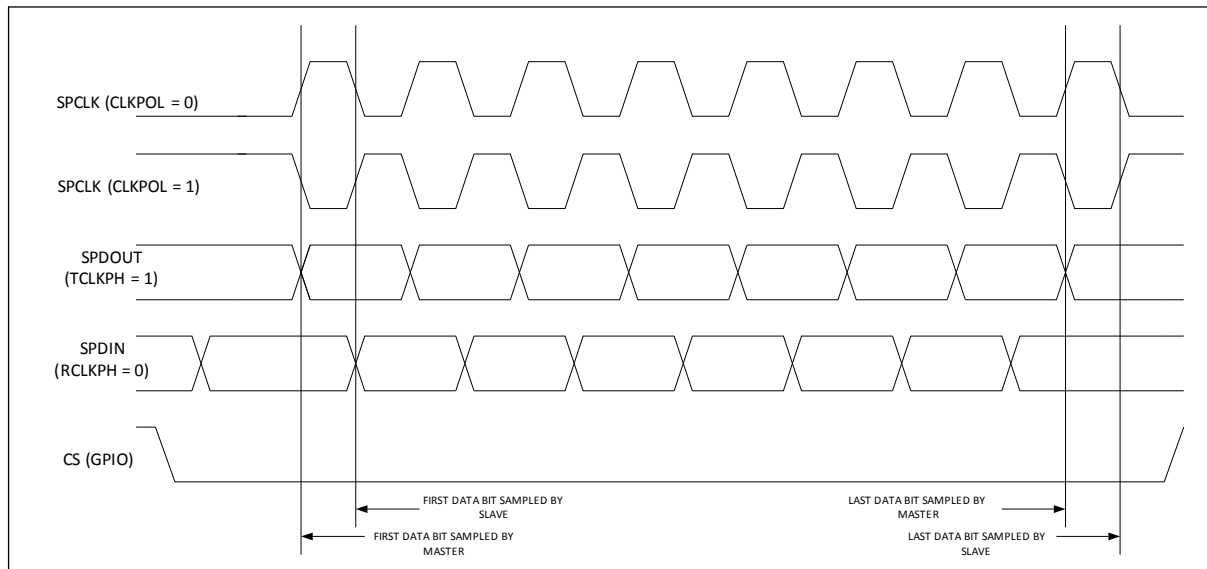 SPCLK (CLKPOL = 0)
SPCLK (CLKPOL = 1)
SPDOUT
(TCLKPH = 1)
SPDIN
(RCLKPH = 0)
CS (GPIO)
FIRST DATA BIT SAMPLED BY
SLAVE
LAST DATA BIT SAMPLED BY
MASTER
FIRST DATA BIT SAMPLED BY
MASTER
LAST DATA BIT SAMPLED BY
SLAVE